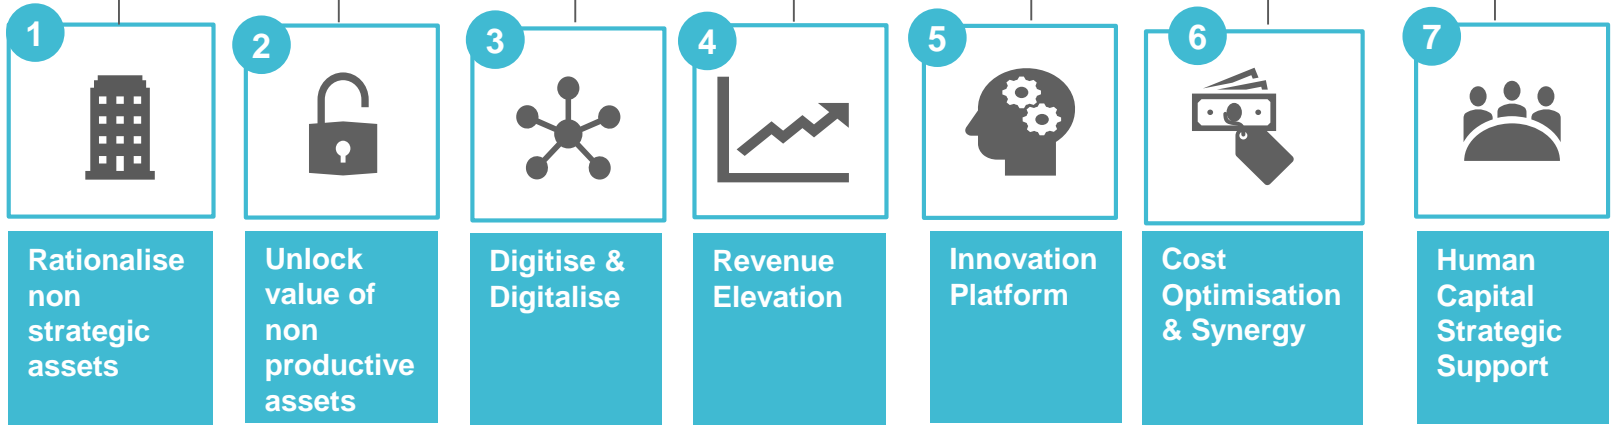 1
Rationalise
non
strategic
assets
2
Unlock
value of
non
productive
assets
3
Digitise &
Digitalise
4
Revenue
Elevation
5
Innovation
Platform
6
Cost
Optimisation
& Synergy
7
Human
Capital
Strategic
Support